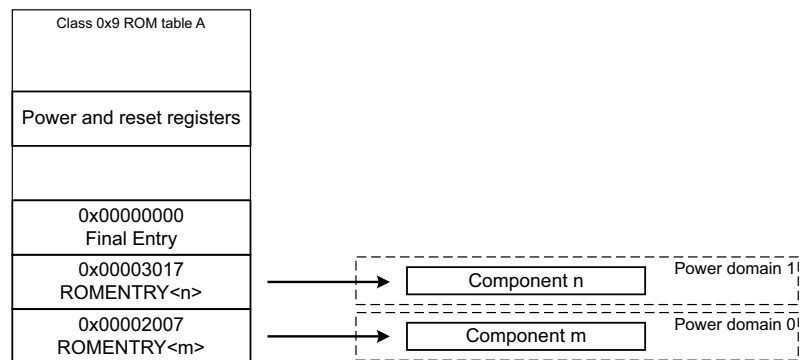 Class 0x9 ROM table A
Power and reset registers
0x00000000
Final Entry
0x00003017
ROMENTRY<n>
Component n
Power domain 1
0x00002007
ROMENTRY<m>
Component m
Power domain 0